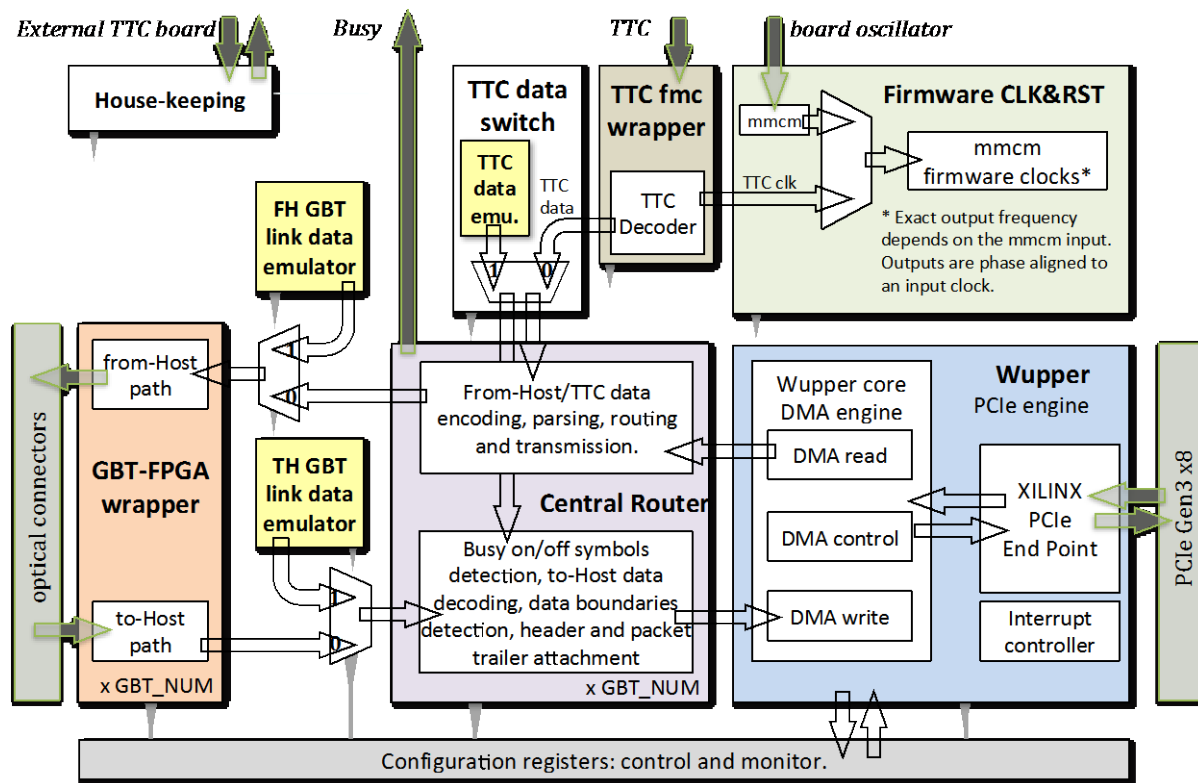 External TTC board
Busy
TTC
board oscillator
House-keeping
TTC data
switch
TTC
data
emu.
TTC
data
1
0
TTC fmc
wrapper
TTC
Decoder
TTC clk
Firmware CLK&RST
mmcm
mmcm
firmware clocks*
* Exact output frequency
depends on the mmcm input.
Outputs are phase aligned to
an input clock.
FH GBT
link data
emulator
1
0
optical connectors
from-Host
path
GBT-FPGA
wrapper
to-Host
path
x GBT_NUM
TH GBT
link data
emulator
1
0
From-Host/TTC data
encoding, parsing, routing
and transmission.
Central Router
Busy on/off symbols
detection, to-Host data
decoding, data boundaries
detection, header and packet
trailer attachment
x GBT_NUM
Wupper
PCIe engine
Wupper core
DMA engine
DMA read
DMA control
DMA write
XILINX
PCIe
End Point
Interrupt
controller
PCIe Gen3 x8
Configuration registers: control and monitor.